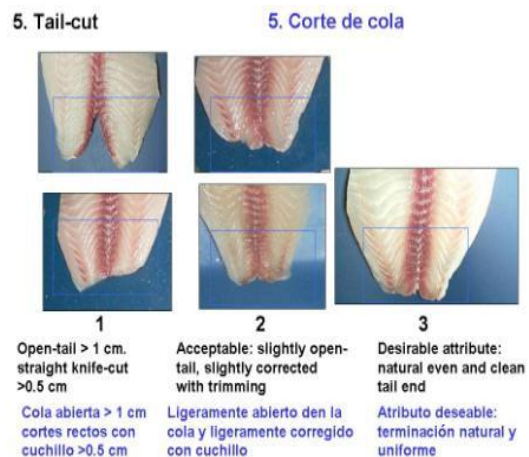 5. Tail-cut
5. Corte de cola
1
Open-tail > 1 cm.
straight knife-cut
>0.5 cm
Cola abierta > 1 cm
cortes rectos con
cuchillo >0.5 cm
2
Acceptable: slightly open-
tail, slightly corrected
with trimming
Ligeramente abierto den la
cola y ligeramente corregido
con cuchillo
3
Desirable attribute:
natural even and clean
tail end
Atributo deseable:
terminación natural y
uniforme